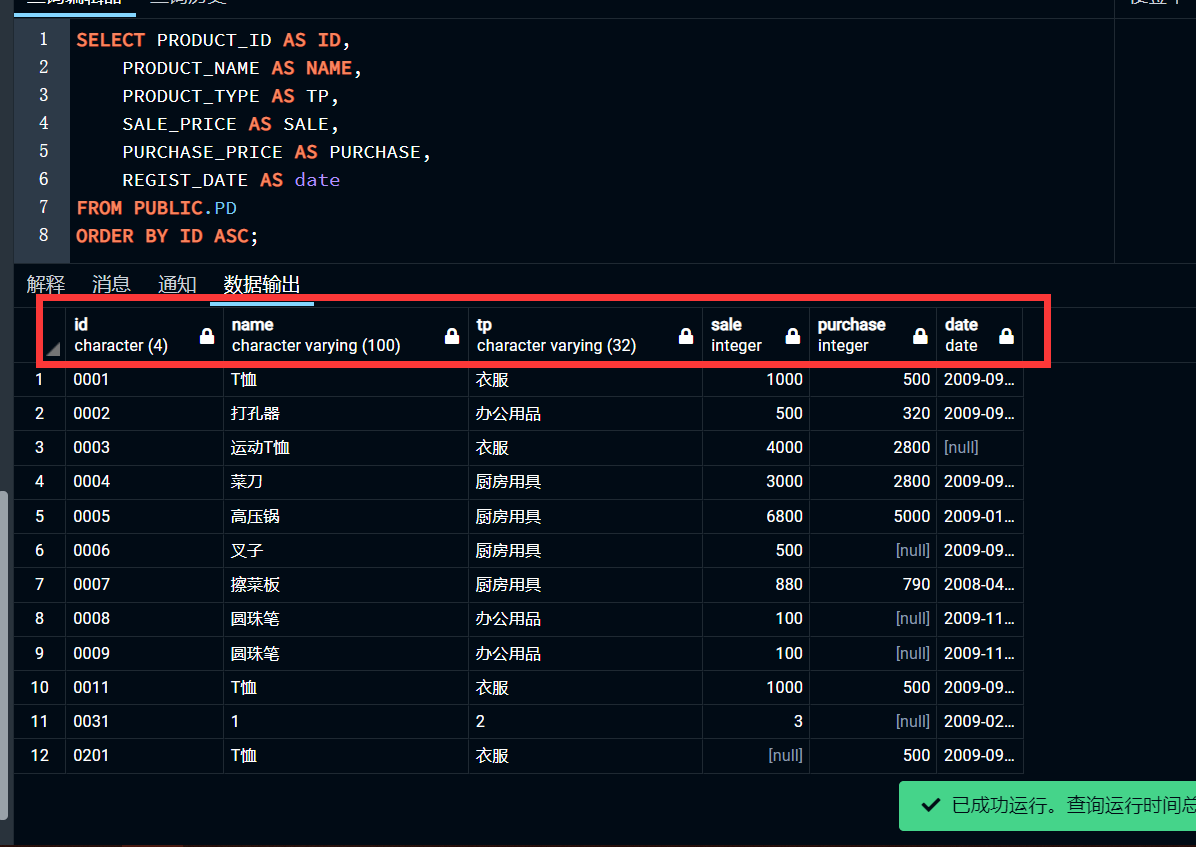 查询编辑器 查询历史
1 SELECT PRODUCT_ID AS ID,
2 PRODUCT_NAME AS NAME,
3 PRODUCT_TYPE AS TP,
4 SALE_PRICE AS SALE,
5 PURCHASE_PRICE AS PURCHASE,
6 REGIST_DATE AS date
7 FROM PUBLIC.PD
8 ORDER BY ID ASC;
解释 消息 通知 数据输出
id name tp sale purchase date
character (4) character varying (100) character varying (32) integer integer date
1 0001 T恤 衣服 1000 500 2009-09...
2 0002 打孔器 办公用品 500 320 2009-09...
3 0003 运动T恤 衣服 4000 2800 [null]
4 0004 菜刀 厨房用具 3000 2800 2009-09...
5 0005 高压锅 厨房用具 6800 5000 2009-01...
6 0006 叉子 厨房用具 500 [null] 2009-09...
7 0007 擦菜板 厨房用具 880 790 2008-04...
8 0008 圆珠笔 办公用品 100 [null] 2009-11...
9 0009 圆珠笔 办公用品 100 [null] 2009-11...
10 0011 T恤 衣服 1000 500 2009-09...
11 0031 1 2 3 [null] 2009-02...
12 0201 T恤 衣服 [null] 500 2009-09...
已成功运行。查询运行时间总